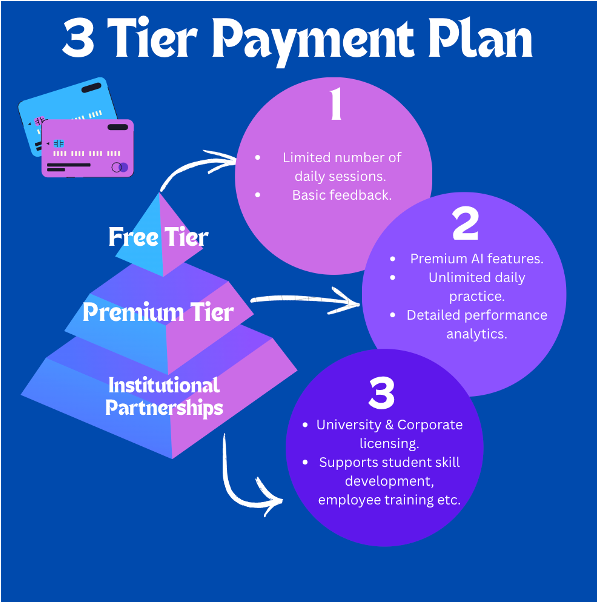 3 Tier Payment Plan
1
• Limited number of
daily sessions.
• Basic feedback.
Free Tier
2
• Premium AI features.
• Unlimited daily
practice.
• Detailed performance
analytics.
Premium Tier
Institutional
Partnerships
3
• University & Corporate
licensing.
• Supports student skill
development,
employee training etc.